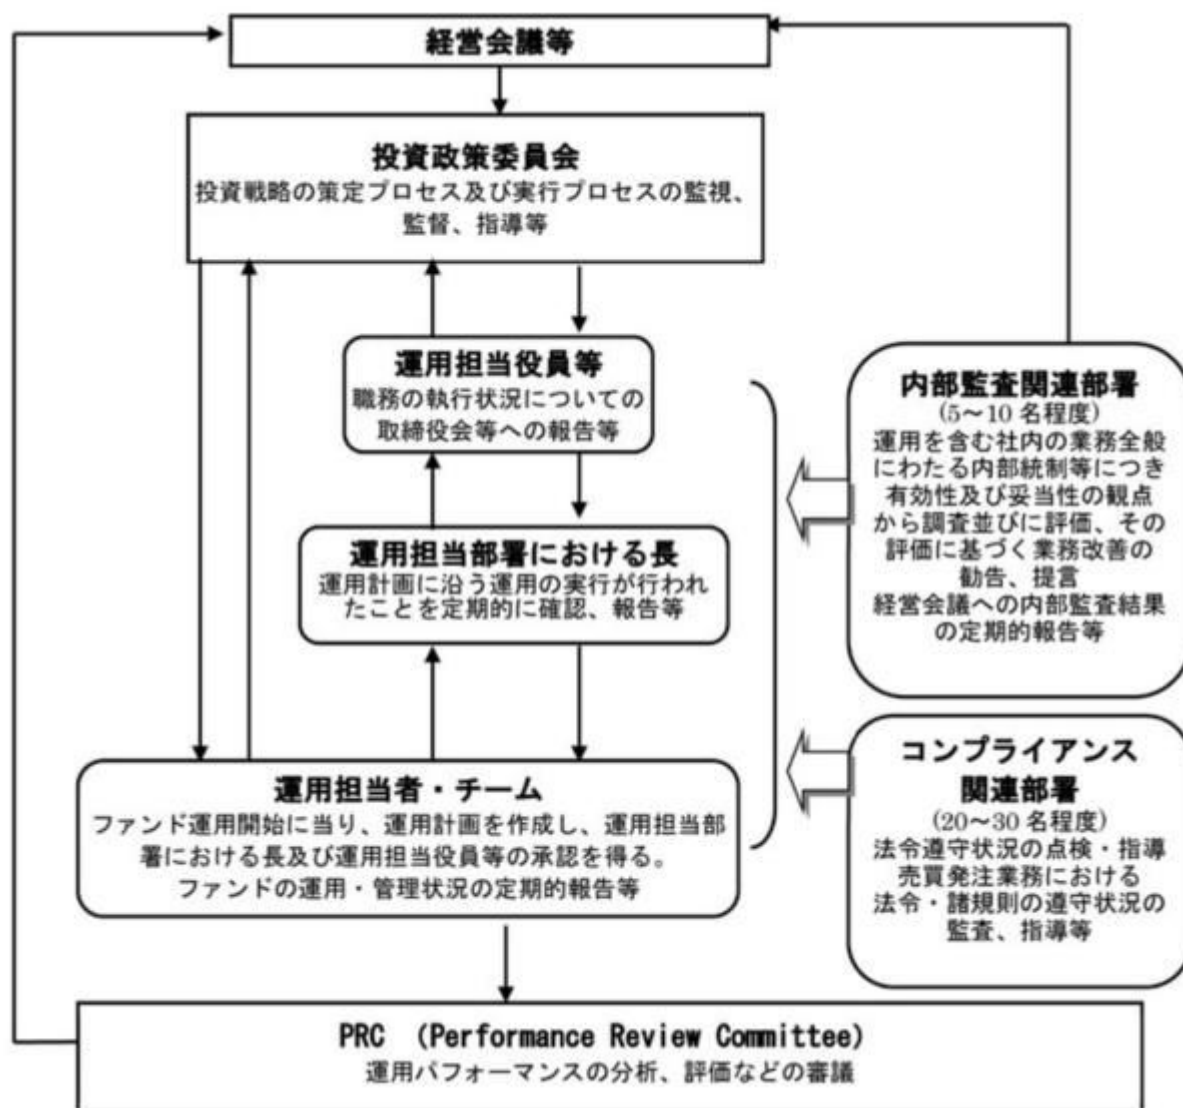 経営会議等
投資政策委員会
投資戦略の策定プロセス及び実行プロセスの監視、
監督、指導等
運用担当役員等
職務の執行状況についての
取締役会等への報告等
運用担当部署における長
運用計画に沿う運用の実行が行われ
たことを定期的に確認、報告等
運用担当者・チーム
ファンド運用開始に当り、運用計画を作成し、運用担当部
署における長及び運用担当役員等の承認を得る。
ファンドの運用・管理状況の定期的報告等
内部監査関連部署
(5～10 名程度)
運用を含む社内の業務全般
にわたる内部統制等につき
有効性及び妥当性の観点
から調査並びに評価、その
評価に基づく業務改善の
勧告、提言
経営会議への内部監査結果
の定期的報告等
コンプライアンス
関連部署
(20～30 名程度)
法令遵守状況の点検・指導
売買発注業務における
法令・諸規則の遵守状況の
監査、指導等
PRC (Performance Review Committee)
運用パフォーマンスの分析、評価などの審議